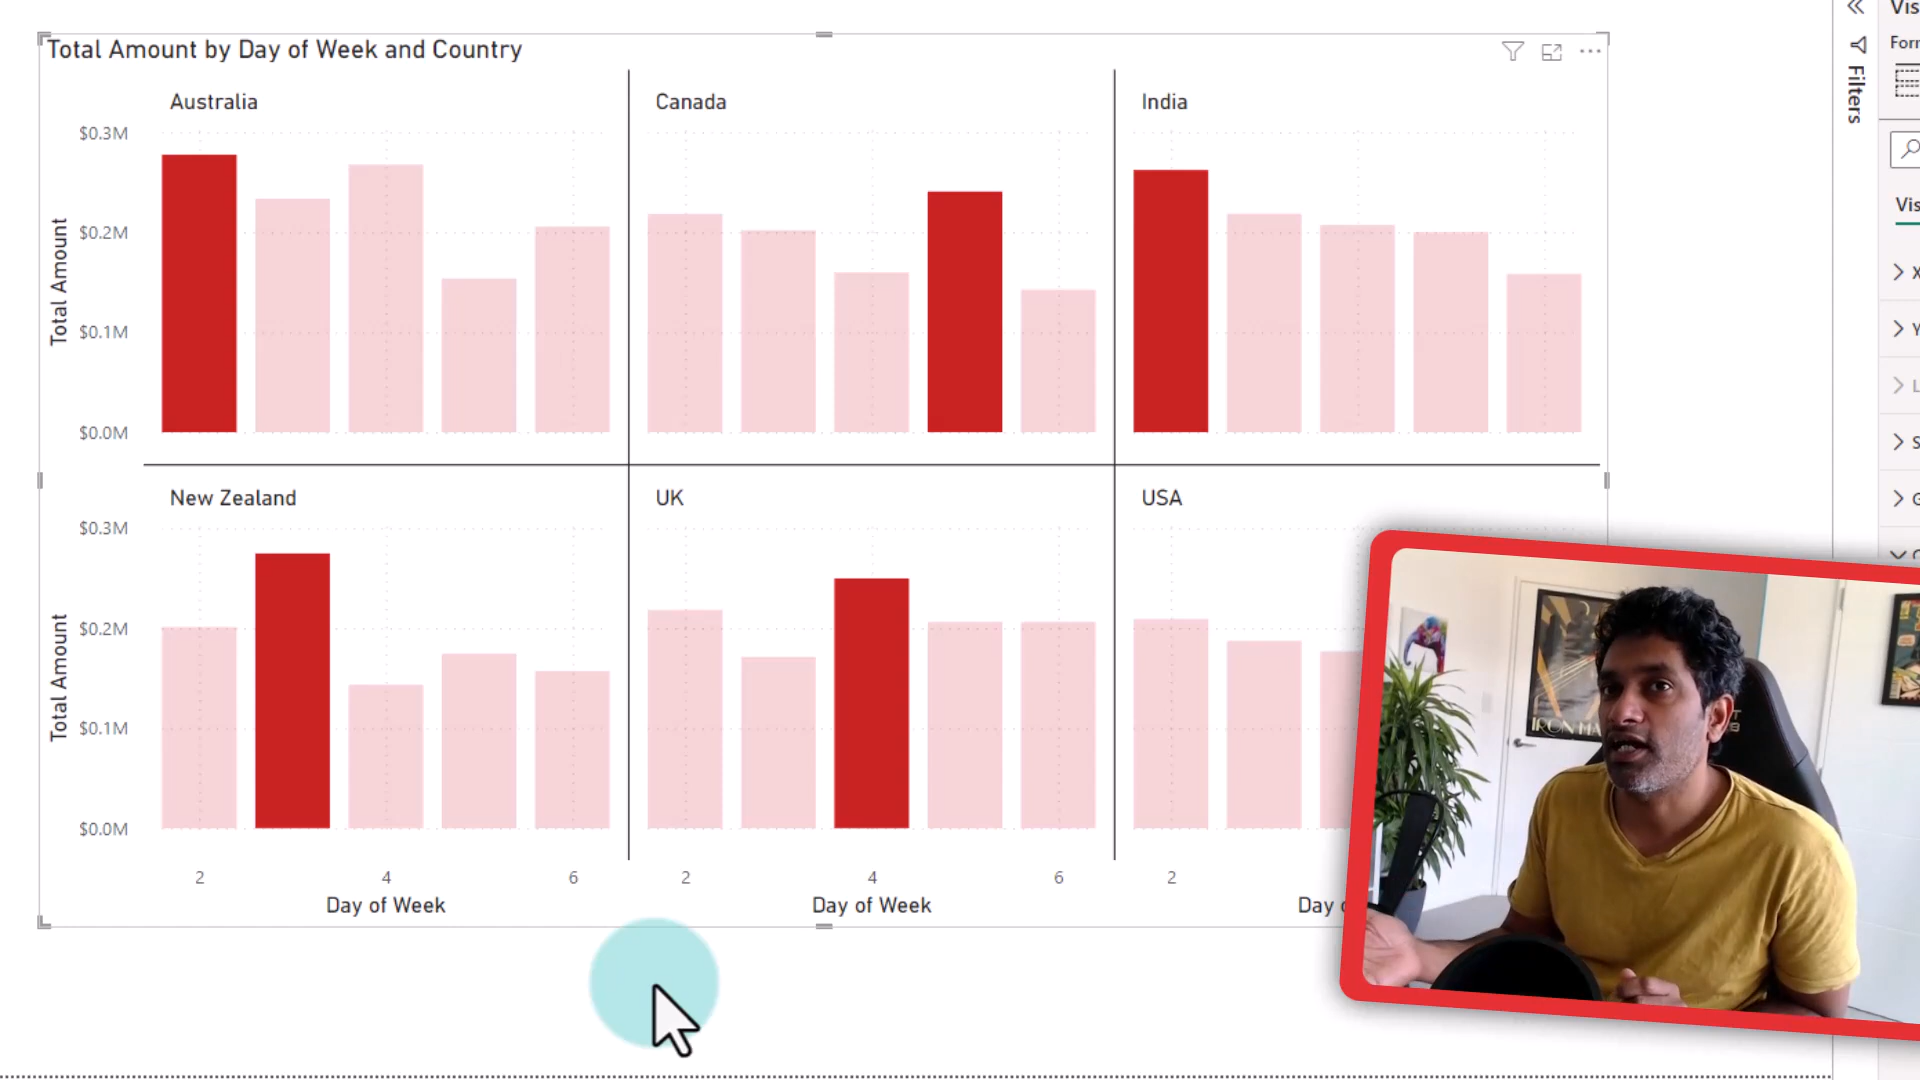 Total Amount by Day of Week and Country
Vis
Forr
Filters
Australia
Canada
India
$0.3M
$0.2M
$0.1M
$0.0M
Total Amount
Vis
New Zealand
UK
USA
$0.3M
$0.2M
$0.1M
$0.0M
Total Amount
2
4
6
2
4
6
2
Day of Week
Day of Week
Day
IRON MA